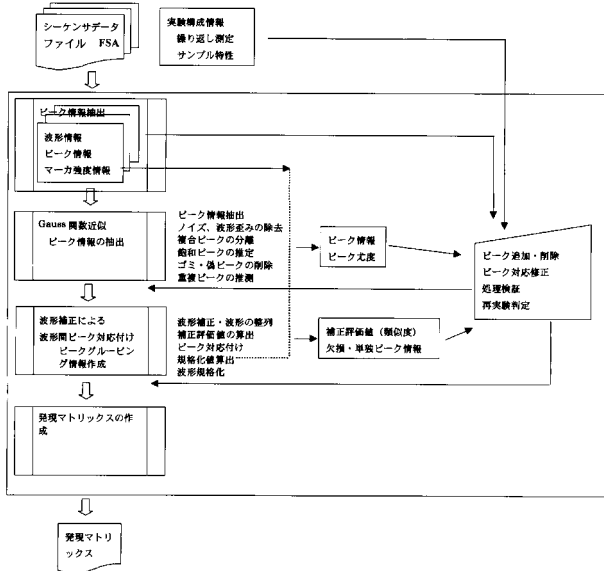 シーケンサデータ
ファイル FSA
実験構成情報
繰り返し測定
サンプル特性
ピーク情報抽出
波形情報
ピーク情報
マーカ強度情報
Gauss 関数近似
ピーク情報の抽出
ピーク情報抽出
ノイズ、波形歪みの除去
複合ピークの分離
飽和ピークの推定
ゴミ・偽ピークの削除
重複ピークの推測
ピーク情報
ピーク尤度
ピーク追加・削除
ピーク対応修正
処理検証
再実験判定
波形補正による
波形間ピーク対応付け
ピークグルーピン
グ情報作成
波形補正・波形の整列
補正評価値の算出
ピーク対応付け
規格化値算出
波形規格化
補正評価値（類似度）
欠損・単独ピーク情報
発現マトリックスの作
成
発現マトリ
ックス